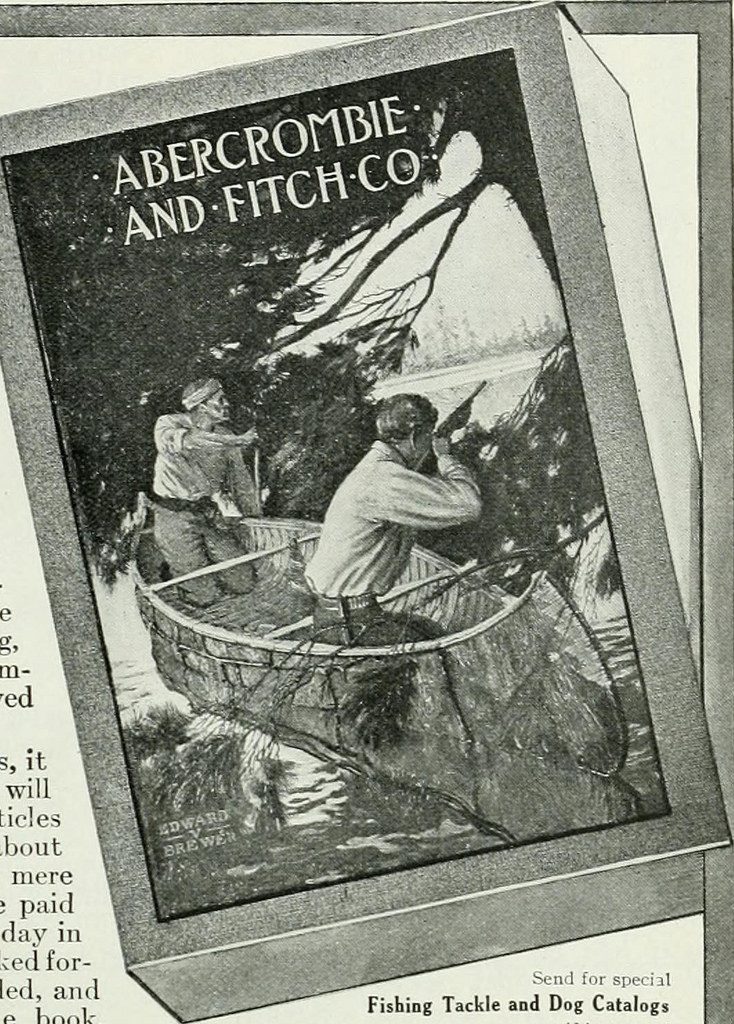 · ABERCROMBIE ·
· AND · FITCH · CO ·
EDWARD
V
BREWER
e
g,
m-
ved
s, it
will
ticles
about
mere
e paid
day in
ked for-
led, and
e book
Send for special
Fishing Tackle and Dog Catalogs